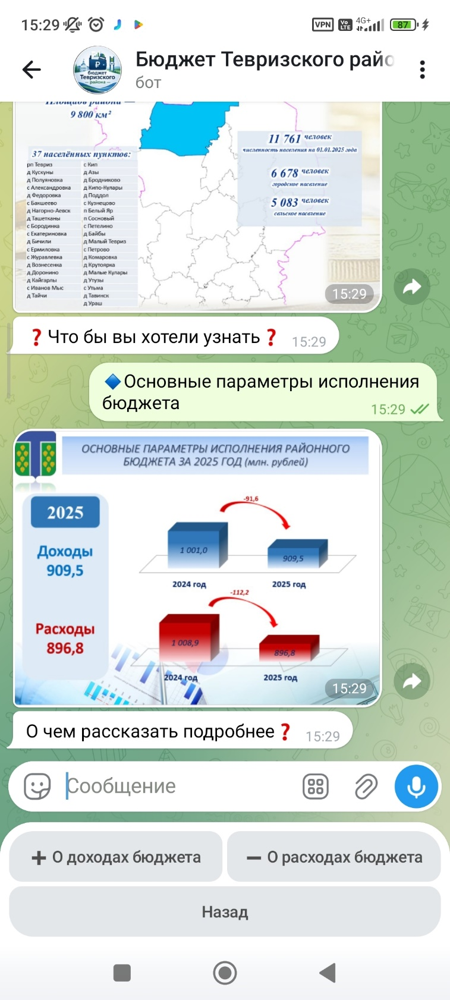 15:29
VPN
Vo LTE
4G+
87
Бюджет Тевризского райо
бот
бюджет
Тевризского
района
Площадь района —
9 800 км²
37 населённых пунктов:
рп Тевриз с Кип
д Кускуны д Азы
д Полуяновка д Бродниково
с Александровка д Кипо-Кулары
д Федоровка д Поддол
с Бакшеево с Кузнецово
д Нагорно-Аевск п Белый Яр
д Ташетканы п Сосновый
с Бородинка с Петелино
с Екатериновка д Байбы
д Бичили д Малый Тевриз
с Ермиловка с Петрово
с Журавлевка д Комаровка
д Вознесенка д Крутоярка
д Доронино д Малые Кулары
д Кайгарлы д Утузы
с Иванов Мыс с Утьма
д Тайчи д Тавинск
д Ураш
11 761 человек
численность населения на 01.01.2025 года
6 678 человек
городское население
5 083 человек
сельское население
15:29
❓ Что бы вы хотели узнать ❓ 15:29
🔷Основные параметры исполнения
бюджета
15:29
ОСНОВНЫЕ ПАРАМЕТРЫ ИСПОЛНЕНИЯ РАЙОННОГО
БЮДЖЕТА ЗА 2025 ГОД (млн. рублей)
2025
Доходы
909,5
Расходы
896,8
-91,6
1 001,0
909,5
2024 год 2025 год
-112,2
1 008,9
896,8
2024 год 2025 год
15:29
О чем рассказать подробнее❓ 15:29
Сообщение
➕ О доходах бюджета
➖ О расходах бюджета
Назад